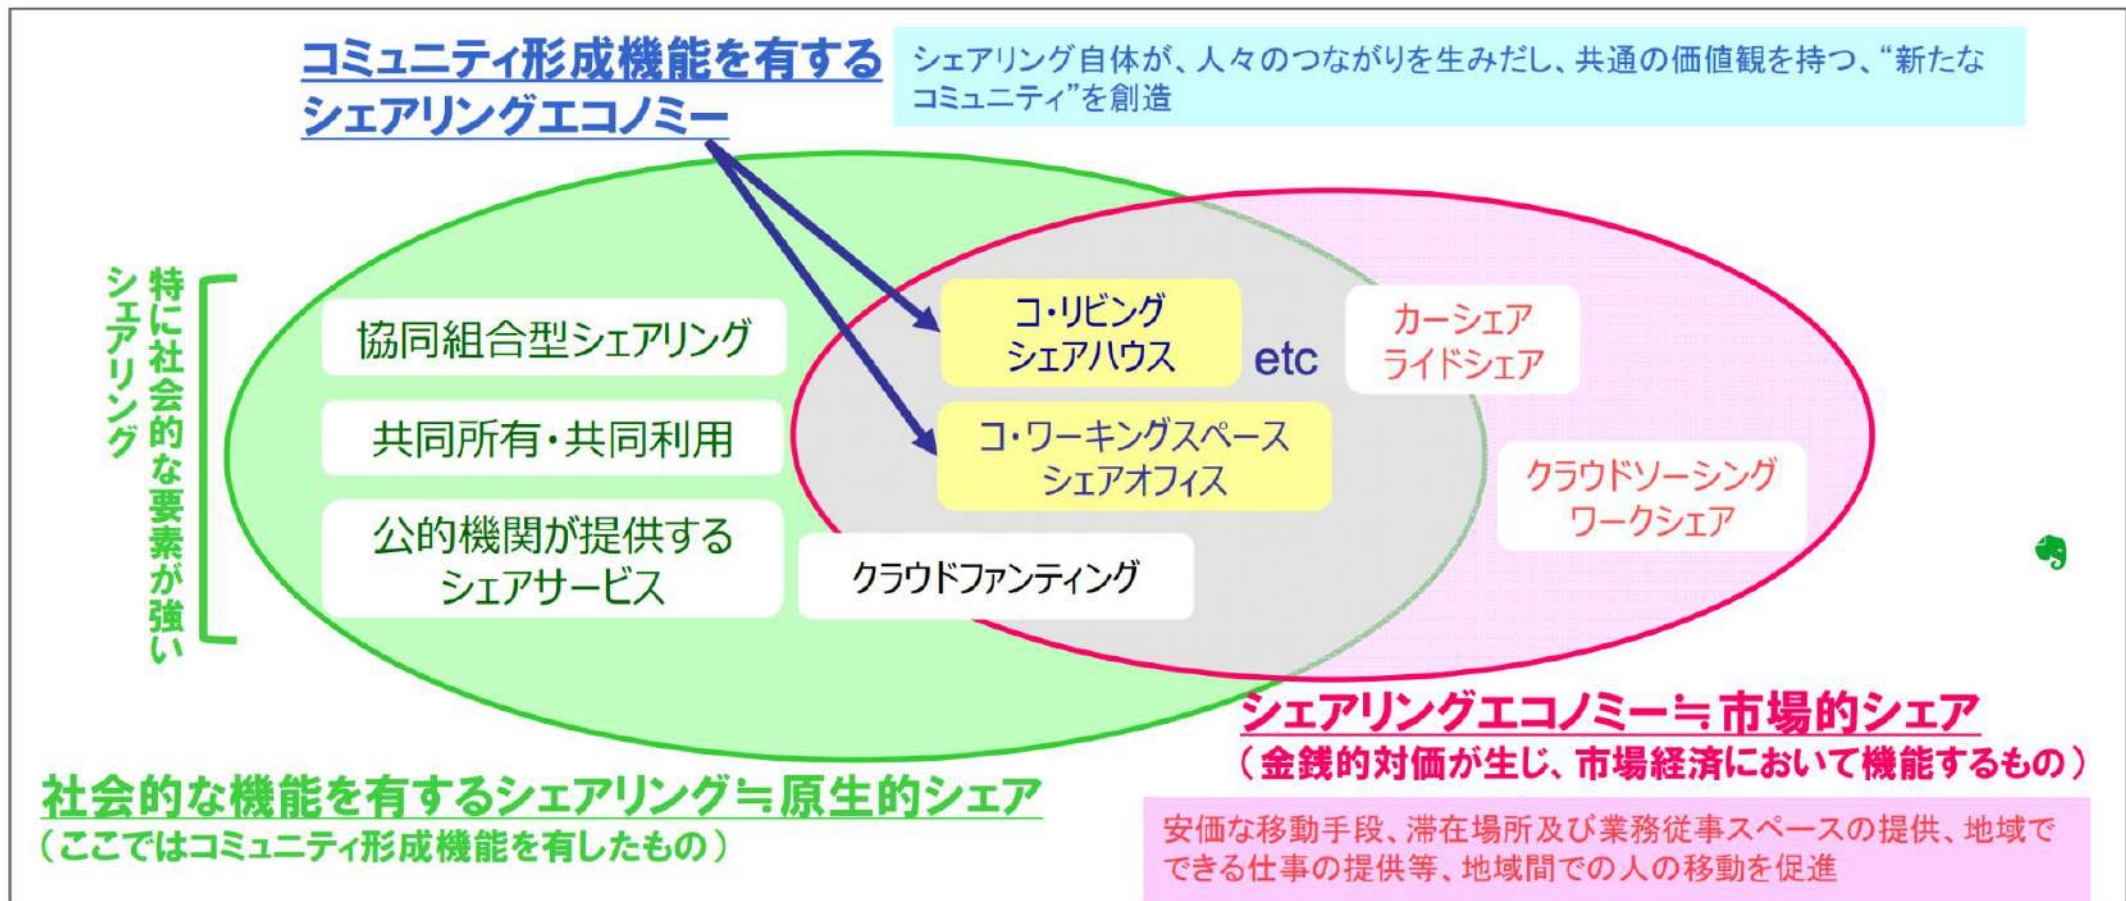 コミュニティ形成機能を有する
シェアリングエコノミー
シェアリング自体が、人々のつながりを生みだし、共通の価値観を持つ、“新たな
コミュニティ”を創造
特に社会的な要素が強い
シェアリング
協同組合型シェアリング
共同所有・共同利用
公的機関が提供する
シェアサービス
コ・リビング
シェアハウス
etc
コ・ワーキングスペース
シェアオフィス
クラウドファンティング
カーシェア
ライドシェア
クラウドソーシング
ワークシェア
シェアリングエコノミー≒市場的シェア
（金銭的対価が生じ、市場経済において機能するもの）
社会的な機能を有するシェアリング≒原生的シェア
（ここではコミュニティ形成機能を有したもの）
安価な移動手段、滞在場所及び業務従事スペースの提供、地域で
できる仕事の提供等、地域間での人の移動を促進